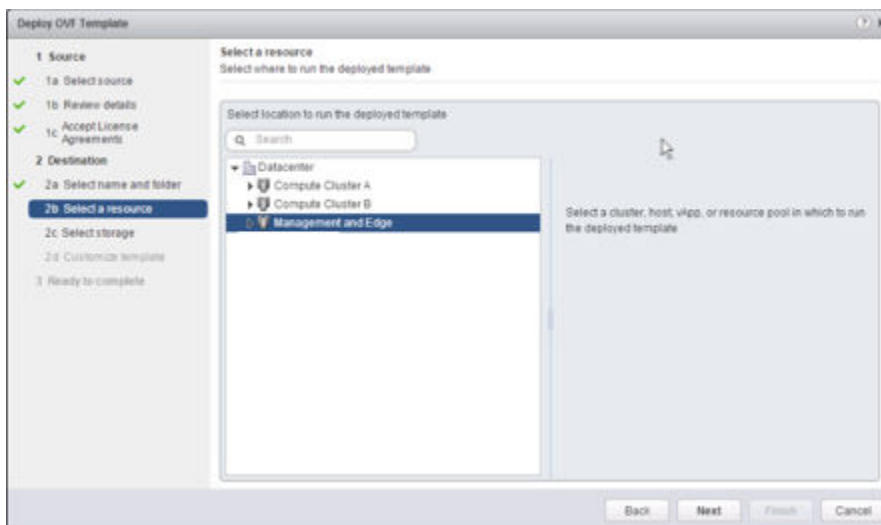 Deploy OVF Template
1 Source
1a Select source
1b Review details
1c Accept License
Agreements
2 Destination
2a Select name and folder
2b Select a resource
2c Select storage
2d Customize template
3 Ready to complete
Select a resource
Select where to run the deployed template
Select location to run the deployed template
Search
Datacenter
Compute Cluster A
Compute Cluster B
Management and Edge
Select a cluster, host, vApp, or resource pool in which to run
the deployed template
Back Next Finish Cancel